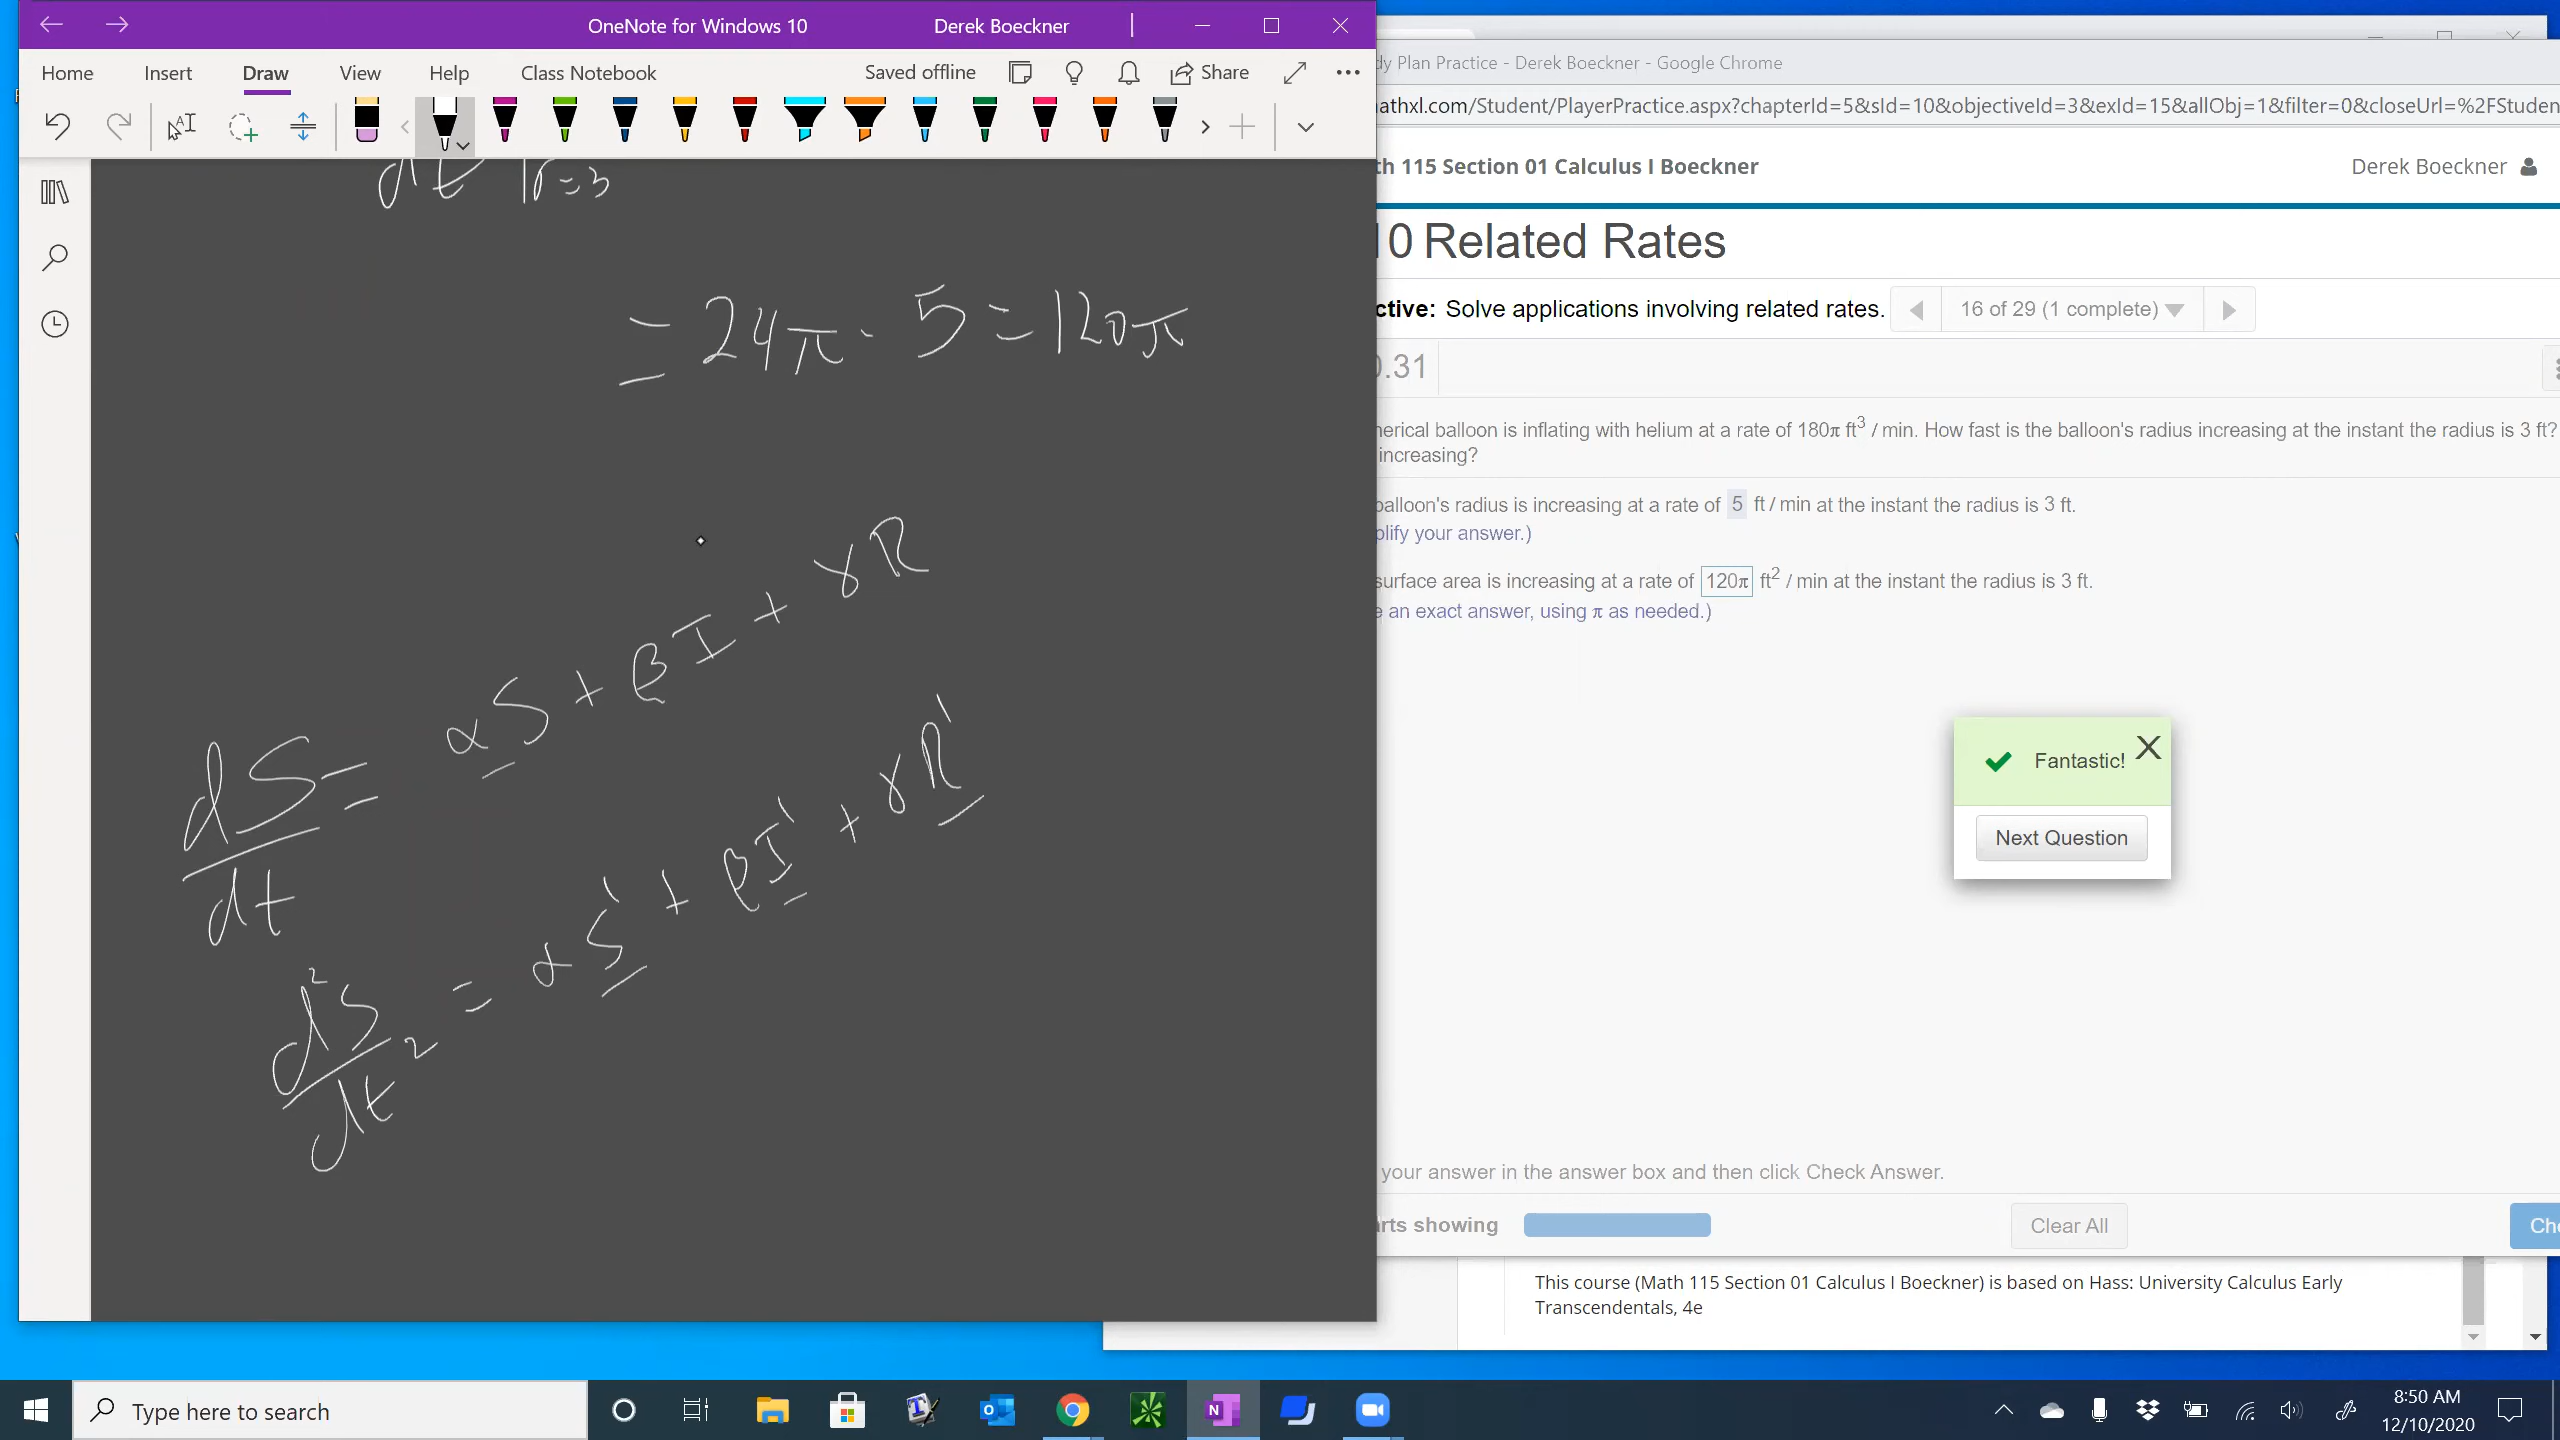 OneNote for Windows 10
Derek Boeckner
Home Insert Draw View Help Class Notebook
Saved offline
Share
dt |r=3
= 24π · 5 = 120π
dS/dt = αS + βI + γR
d²S/dt² = αS' + βI' + γR'
dy Plan Practice - Derek Boeckner - Google Chrome
athxl.com/Student/PlayerPractice.aspx?chapterId=5&sId=10&objectiveId=3&exId=15&allObj=1&filter=0&closeUrl=%2FStuden
th 115 Section 01 Calculus I Boeckner
Derek Boeckner
10 Related Rates
ctive: Solve applications involving related rates.
16 of 29 (1 complete)
0.31
herical balloon is inflating with helium at a rate of 180π ft³ / min. How fast is the balloon's radius increasing at the instant the radius is 3 ft?
increasing?
balloon's radius is increasing at a rate of 5 ft / min at the instant the radius is 3 ft.
plify your answer.)
surface area is increasing at a rate of 120π ft² / min at the instant the radius is 3 ft.
e an exact answer, using π as needed.)
Fantastic!
Next Question
your answer in the answer box and then click Check Answer.
arts showing
Clear All
Che
This course (Math 115 Section 01 Calculus I Boeckner) is based on Hass: University Calculus Early
Transcendentals, 4e
Type here to search
8:50 AM
12/10/2020